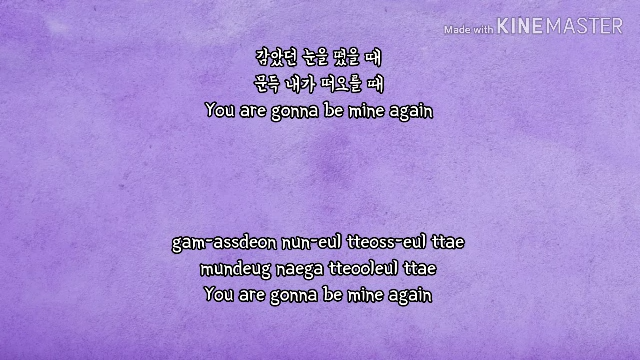 Made with KINEMASTER
감았던 눈을 떴을 때
문득 내가 떠오를 때
You are gonna be mine again
gam-assdeon nun-eul tteoss-eul ttae
mundeug naega tteooleul ttae
You are gonna be mine again